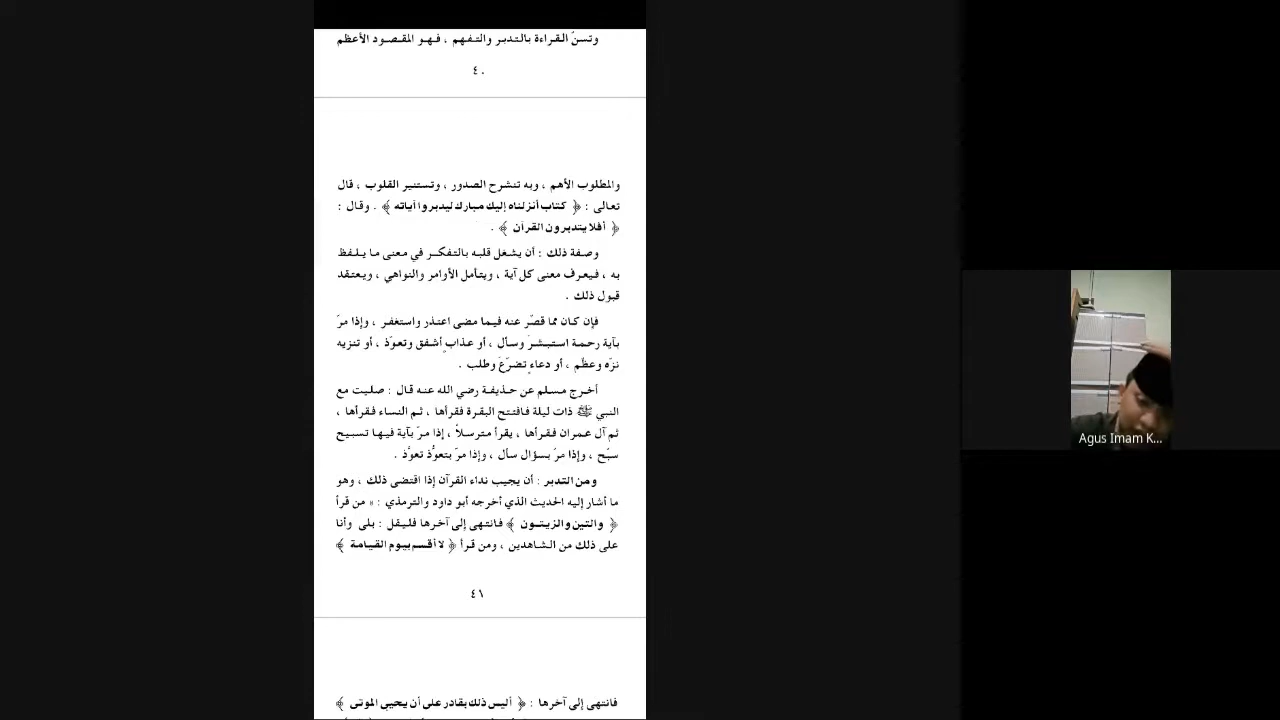 وتسنّ القراءة بالتدبر والتفهم ، فهو المقصود الأعظم
٤٠
والمطلوب الأهم ، وبه تنشرح الصدور ، وتستنير القلوب ، قال
تعالى : ﴿ كتاب أنزلناه إليك مبارك ليدبروا آياته ﴾ . وقال :
﴿ أفلا يتدبرون القرآن ﴾ .
وصفة ذلك : أن يشغل قلبه بالتفكر في معنى ما يلفظ
به ، فيعرف معنى كل آية ، ويتأمل الأوامر والنواهي ، ويعتقد
قبول ذلك .
فإن كان مما قصّر عنه فيما مضى اعتذر واستغفر ، وإذا مرّ
بآية رحمة استبشر وسأل ، أو عذابٍ أشفق وتعوّذ ، أو تنزيه
نزّه وعظّم ، أو دعاءٍ تضرّع وطلب .
أخرج مسلم عن حذيفة رضي الله عنه قال : صليت مع
النبي ﷺ ذات ليلة فافتتح البقرة فقرأها ، ثم النساء فقرأها ،
ثم آل عمران فقرأها ، يقرأ مترسلاً ، إذا مرّ بآية فيها تسبيح
سبّح ، وإذا مرّ بسؤال سأل ، وإذا مرّ بتعوّذ تعوّذ .
ومن التدبر : أن يجيب نداء القرآن إذا اقتضى ذلك ، وهو
ما أشار إليه الحديث الذي أخرجه أبو داود والترمذي : « من قرأ
﴿ والتين والزيتون ﴾ فانتهى إلى آخرها فليقل : بلى وأنا
على ذلك من الشاهدين ، ومن قرأ ﴿ لا أقسم بيوم القيامة ﴾
٤١
فانتهى إلى آخرها : ﴿ أليس ذلك بقادر على أن يحيي الموتى ﴾
Agus Imam K...